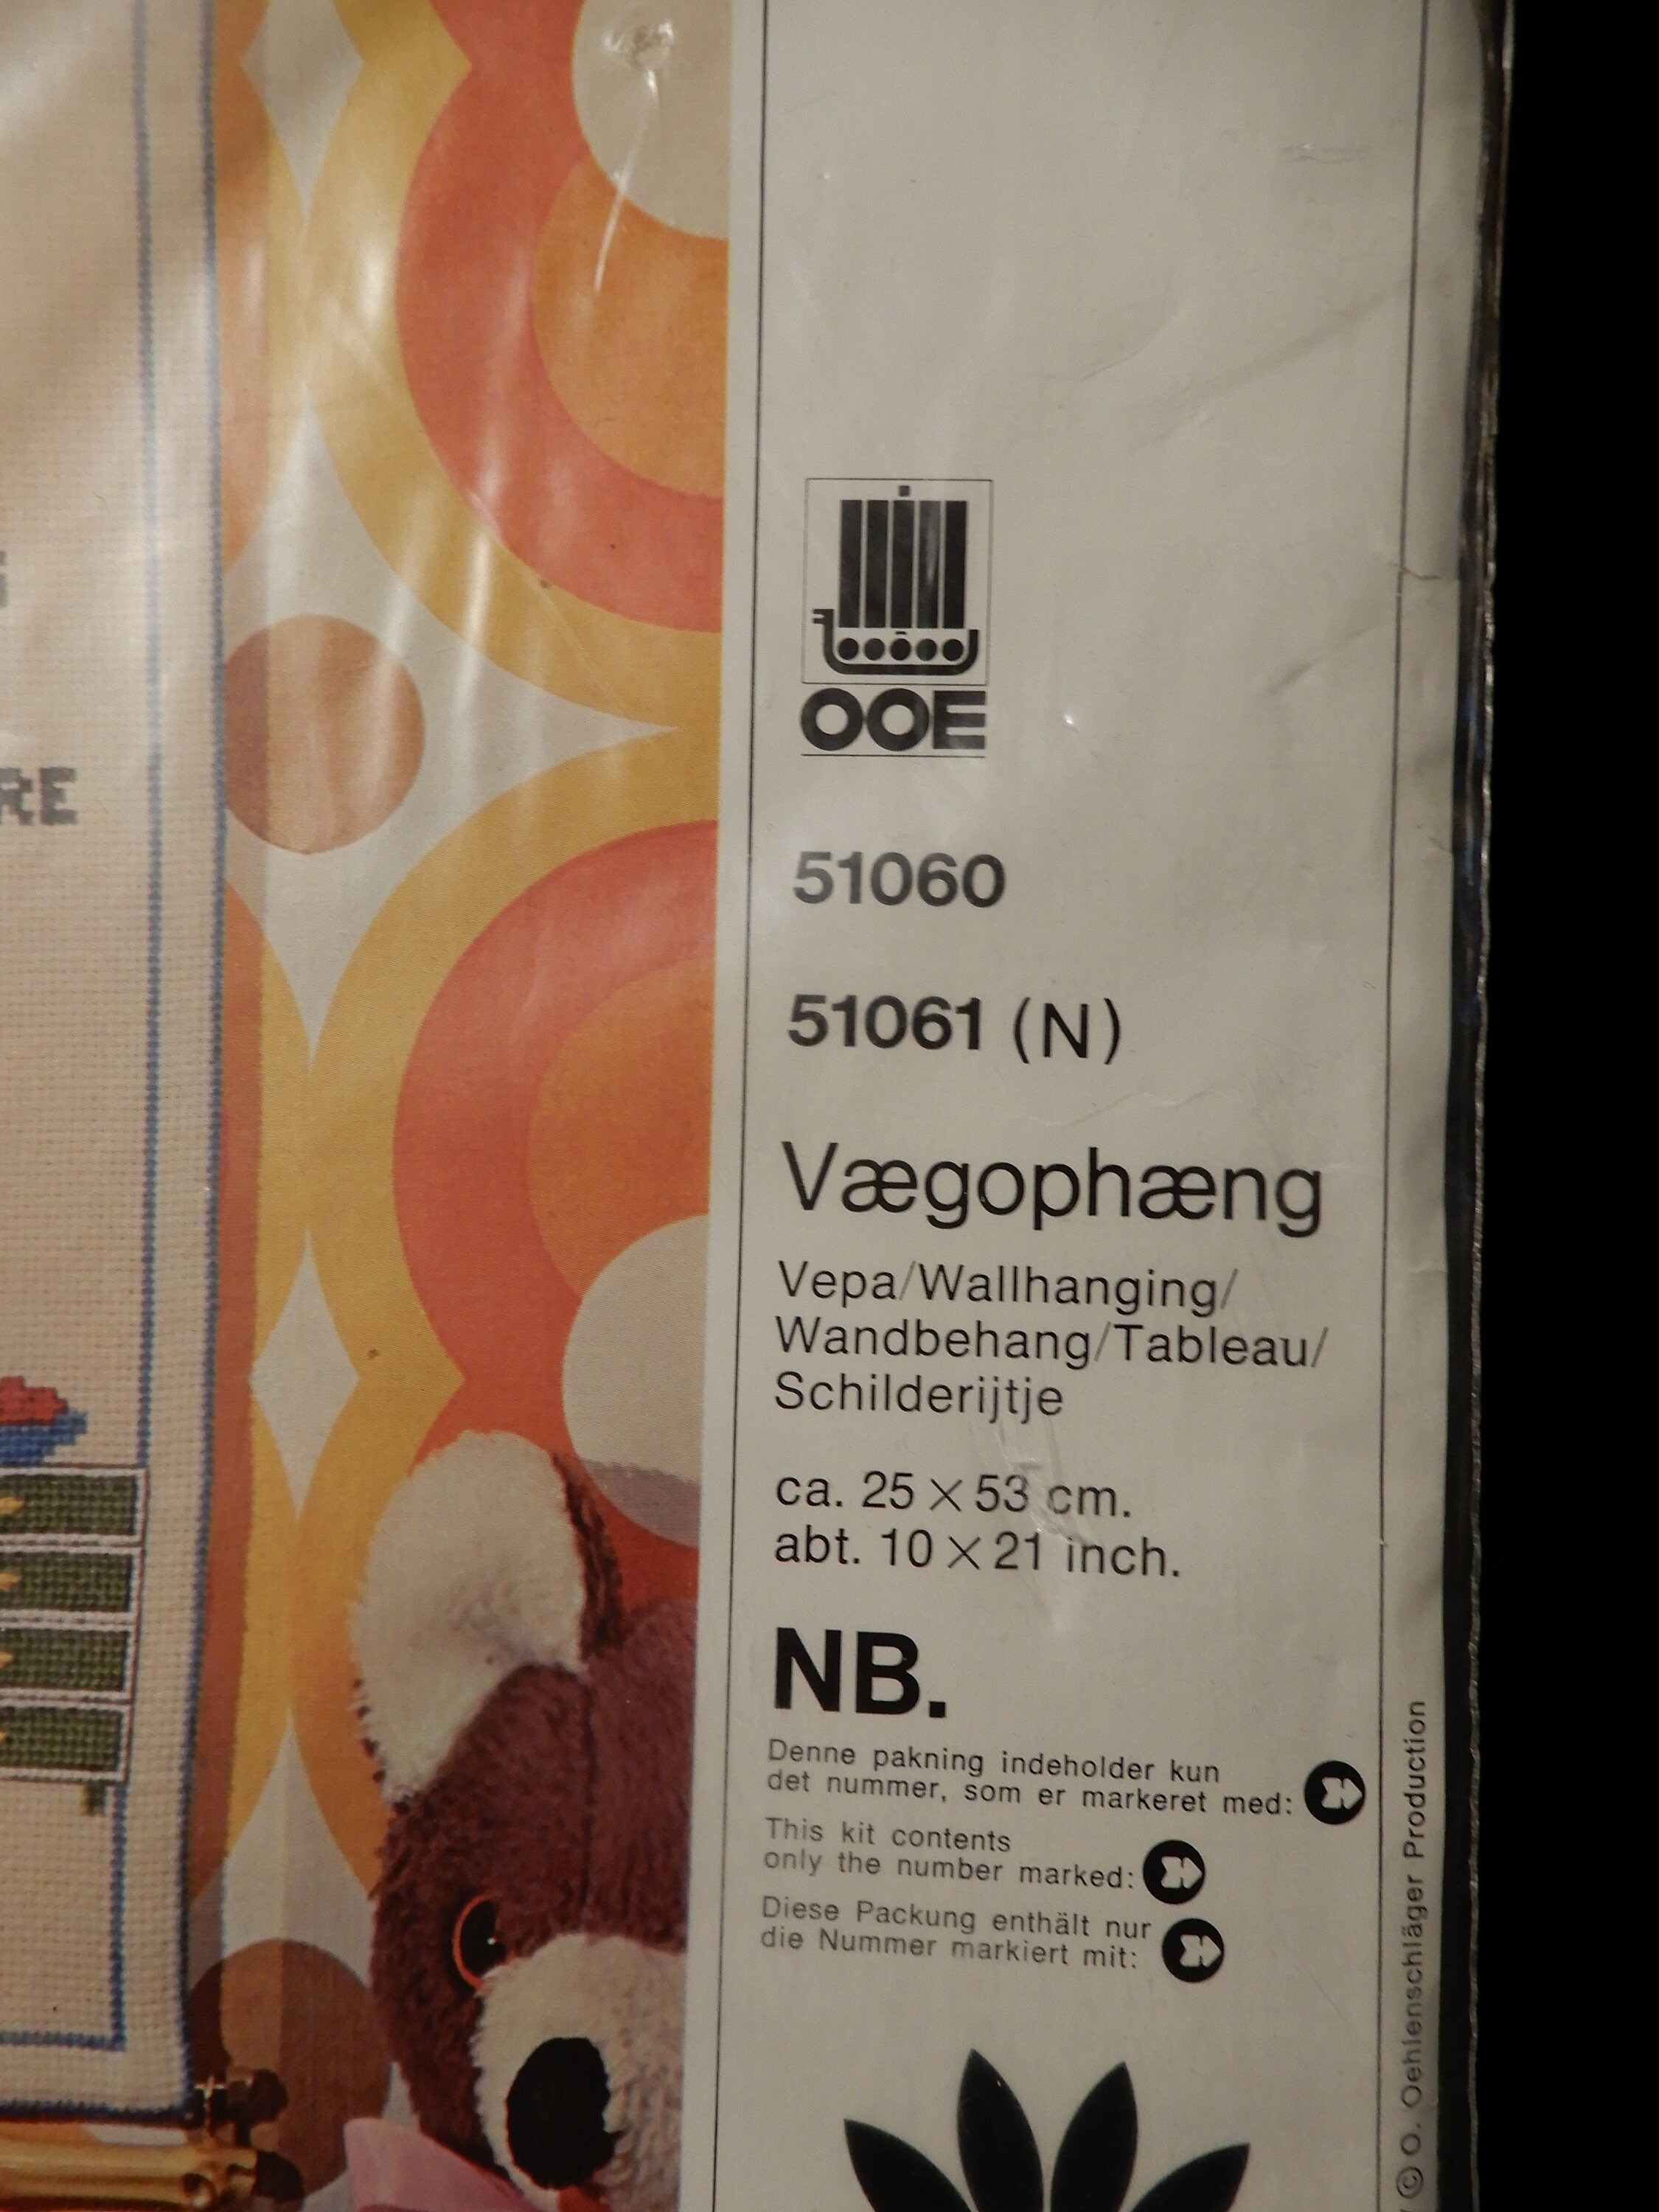 RE
OOE
51060
51061 (N)
Vægophæng
Vepa/Wallhanging/
Wandbehang/Tableau/
Schilderijtje
ca. 25 × 53 cm.
abt. 10 × 21 inch.
NB.
Denne pakning indeholder kun
det nummer, som er markeret med:
This kit contents
only the number marked:
Diese Packung enthält nur
die Nummer markiert mit:
© O. Oehlenschläger Production